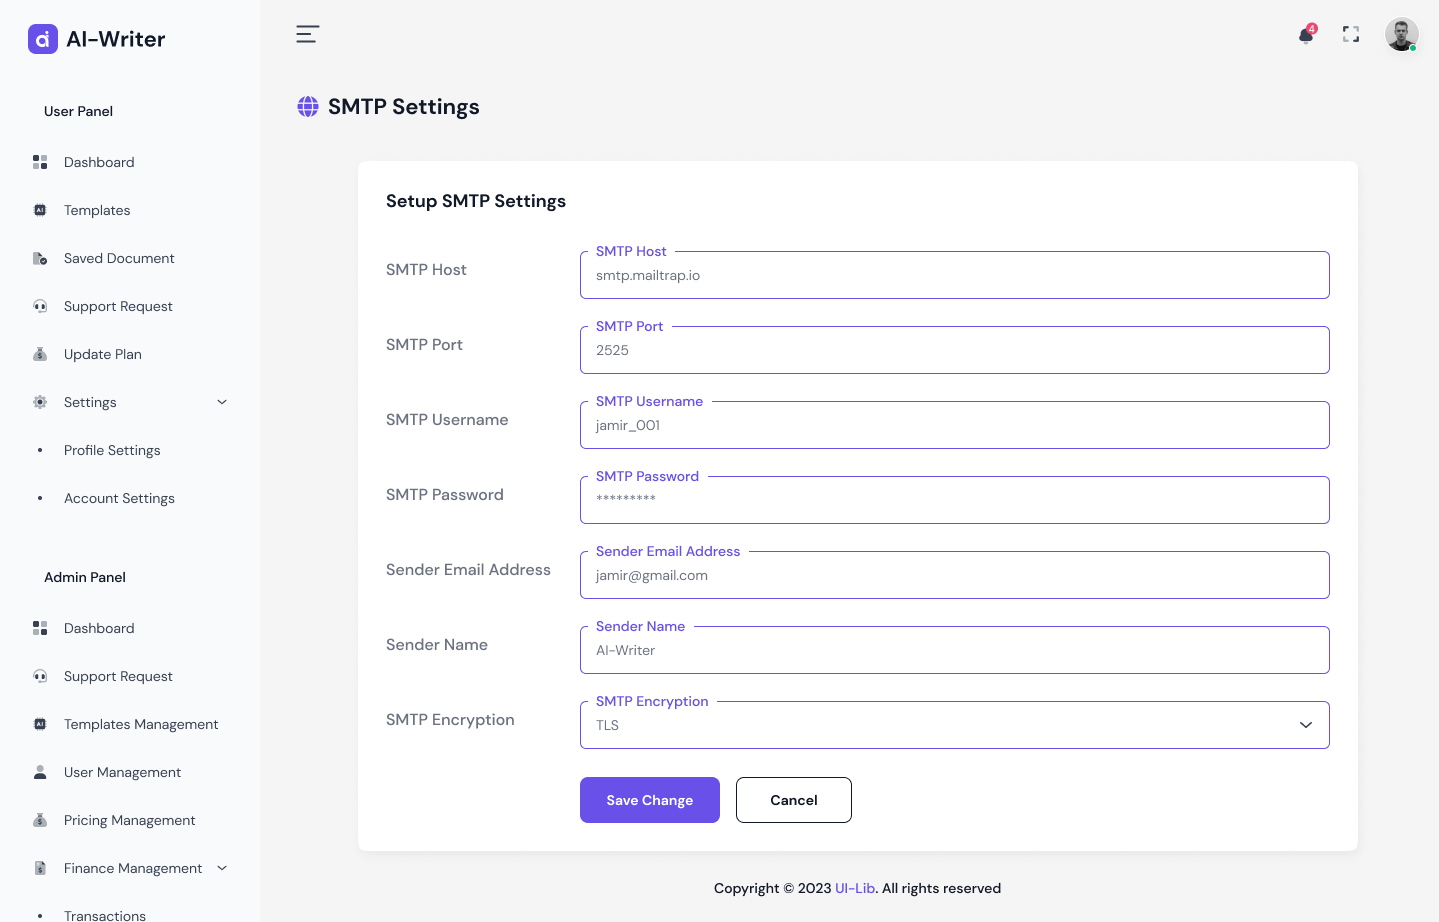 AI-Writer
User Panel
Dashboard
Templates
Saved Document
Support Request
Update Plan
Settings
Profile Settings
Account Settings
Admin Panel
Dashboard
Support Request
Templates Management
User Management
Pricing Management
Finance Management
Transactions
4
SMTP Settings
Setup SMTP Settings
SMTP Host
SMTP Host
smtp.mailtrap.io
SMTP Port
SMTP Port
2525
SMTP Username
SMTP Username
jamir_001
SMTP Password
SMTP Password
*********
Sender Email Address
Sender Email Address
jamir@gmail.com
Sender Name
Sender Name
AI-Writer
SMTP Encryption
SMTP Encryption
TLS
Save Change
Cancel
Copyright © 2023 UI-Lib. All rights reserved